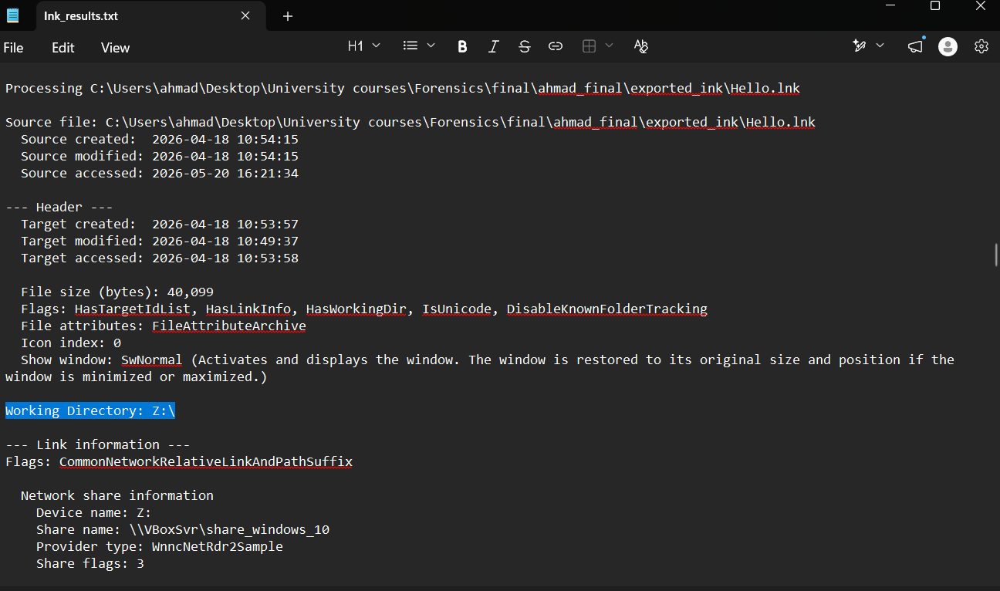 lnk_results.txt
File Edit View H1
Processing C:\Users\ahmad\Desktop\University courses\Forensics\final\ahmad_final\exported_ink\Hello.lnk
Source file: C:\Users\ahmad\Desktop\University courses\Forensics\final\ahmad_final\exported_ink\Hello.lnk
Source created:  2026-04-18 10:54:15
Source modified: 2026-04-18 10:54:15
Source accessed: 2026-05-20 16:21:34
--- Header ---
Target created:  2026-04-18 10:53:57
Target modified: 2026-04-18 10:49:37
Target accessed: 2026-04-18 10:53:58
File size (bytes): 40,099
Flags: HasTargetIdList, HasLinkInfo, HasWorkingDir, IsUnicode, DisableKnownFolderTracking
File attributes: FileAttributeArchive
Icon index: 0
Show window: SwNormal (Activates and displays the window. The window is restored to its original size and position if the
window is minimized or maximized.)
Working Directory: Z:\
--- Link information ---
Flags: CommonNetworkRelativeLinkAndPathSuffix
Network share information
Device name: Z:
Share name: \\VBoxSvr\share_windows_10
Provider type: WnncNetRdr2Sample
Share flags: 3